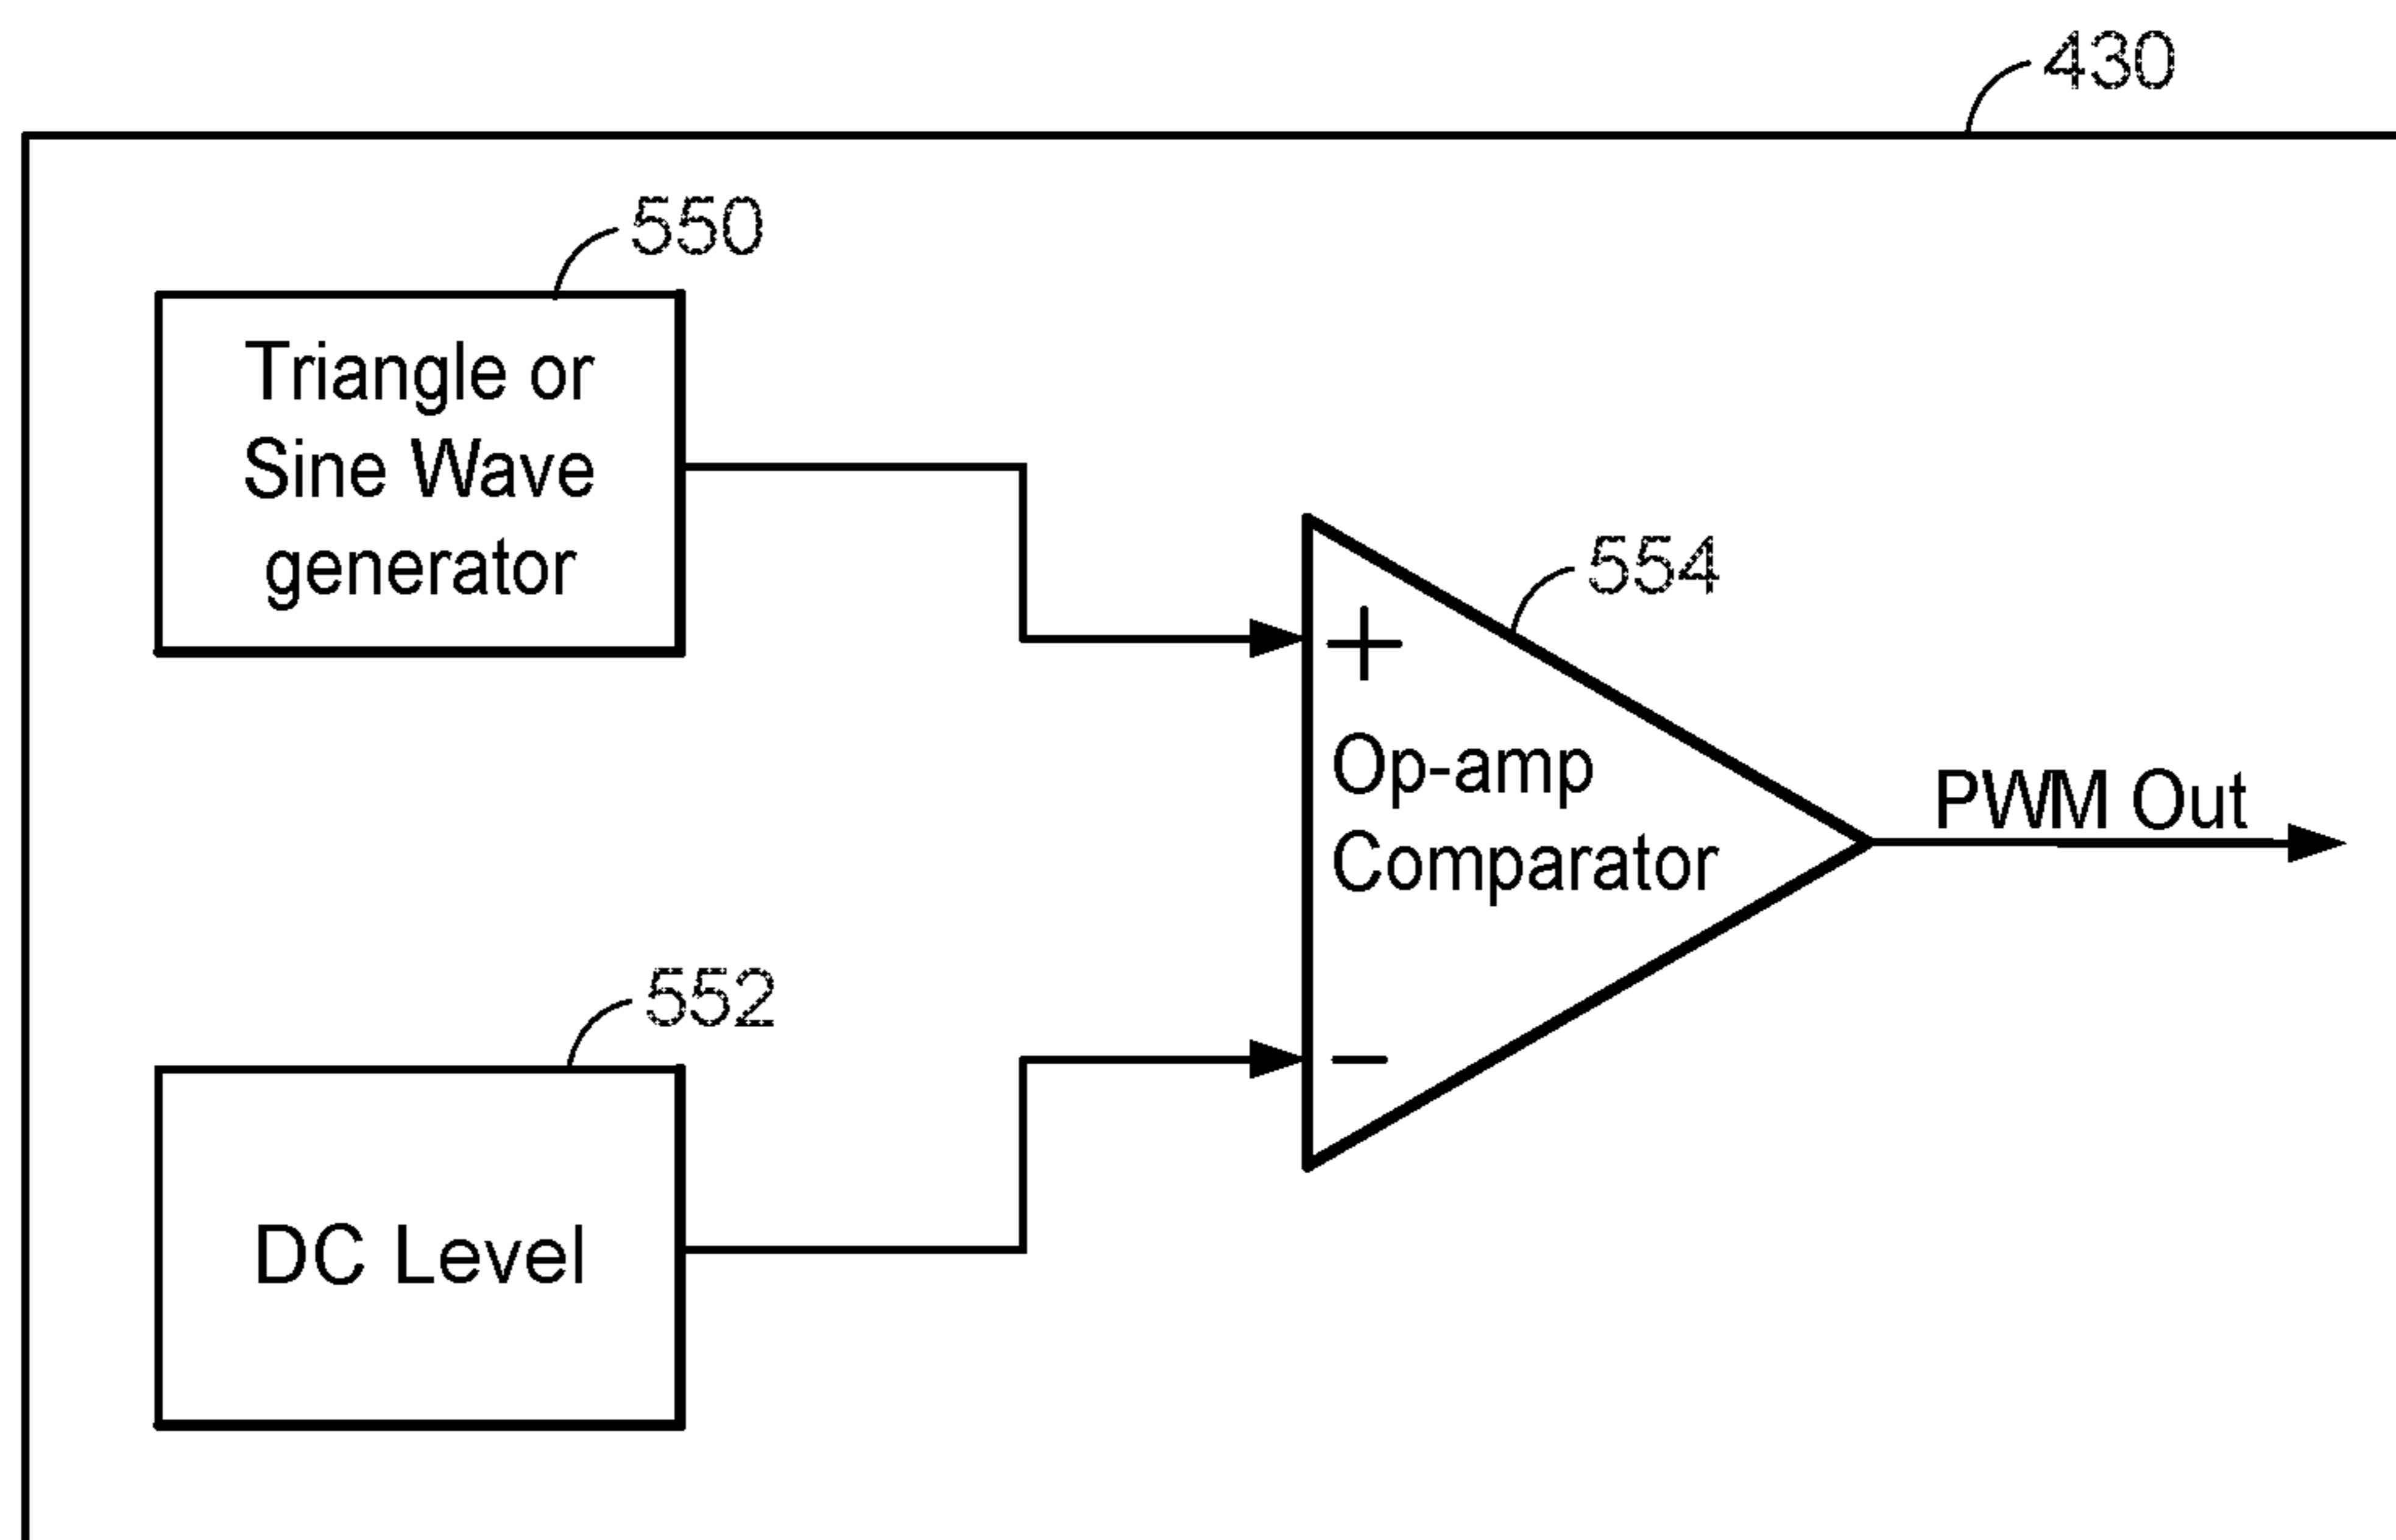 430
550
Triangle or
Sine Wave
generator
554
+
Op-amp
Comparator
PWM Out
552
−
DC Level